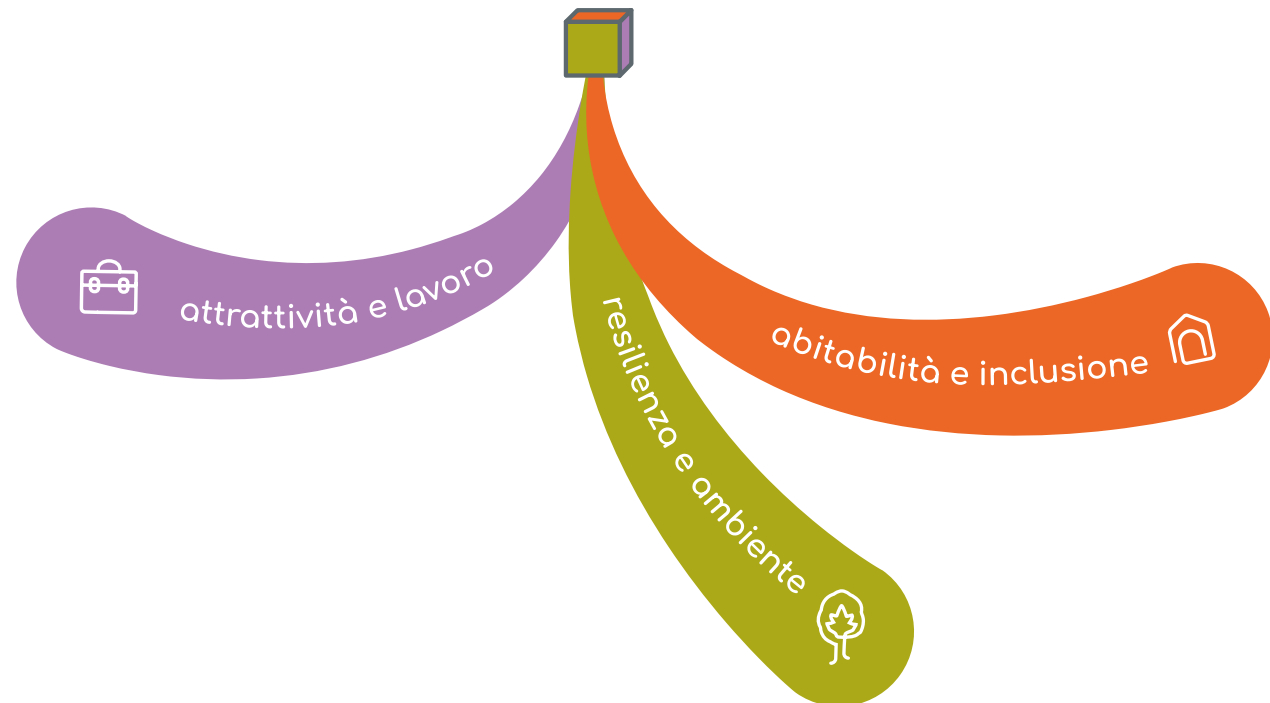 attrattività e lavoro
resilienza e ambiente
abitabilità e inclusione